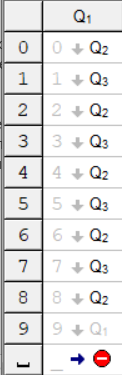 Q₁
0 0 ↓ Q₂
1 1 ↓ Q₃
2 2 ↓ Q₂
3 3 ↓ Q₃
4 4 ↓ Q₂
5 5 ↓ Q₃
6 6 ↓ Q₂
7 7 ↓ Q₃
8 8 ↓ Q₂
9 9 ↓ Q₁
⎵ _ →